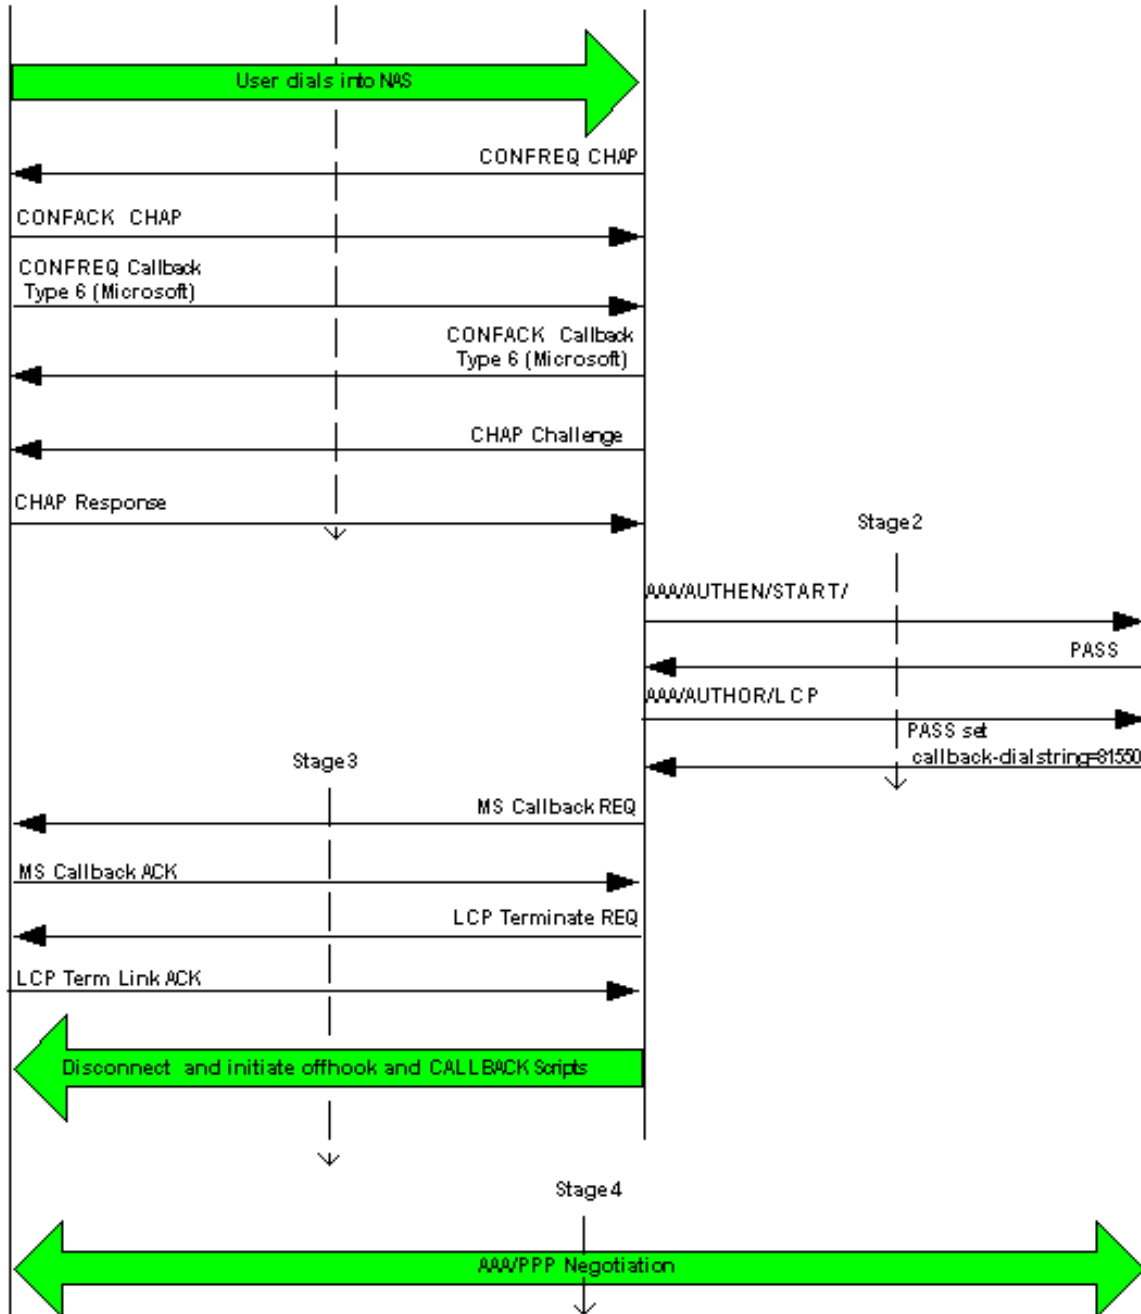 User dials into NAS
CONFREQ CHAP
CONFACK CHAP
CONFREQ Callback
Type 6 (Microsoft)
CONFACK Callback
Type 6 (Microsoft)
CHAP Challenge
CHAP Response
Stage 2
AAA/AUTHEN/START/
PASS
AAA/AUTHOR/LCP
PASS set
callback-dialstring=81550
Stage 3
MS Callback REQ
MS Callback ACK
LCP Terminate REQ
LCP Term Link ACK
Disconnect and initiate offhook and CALLBACK Scripts
Stage 4
AAA/PPP Negotiation